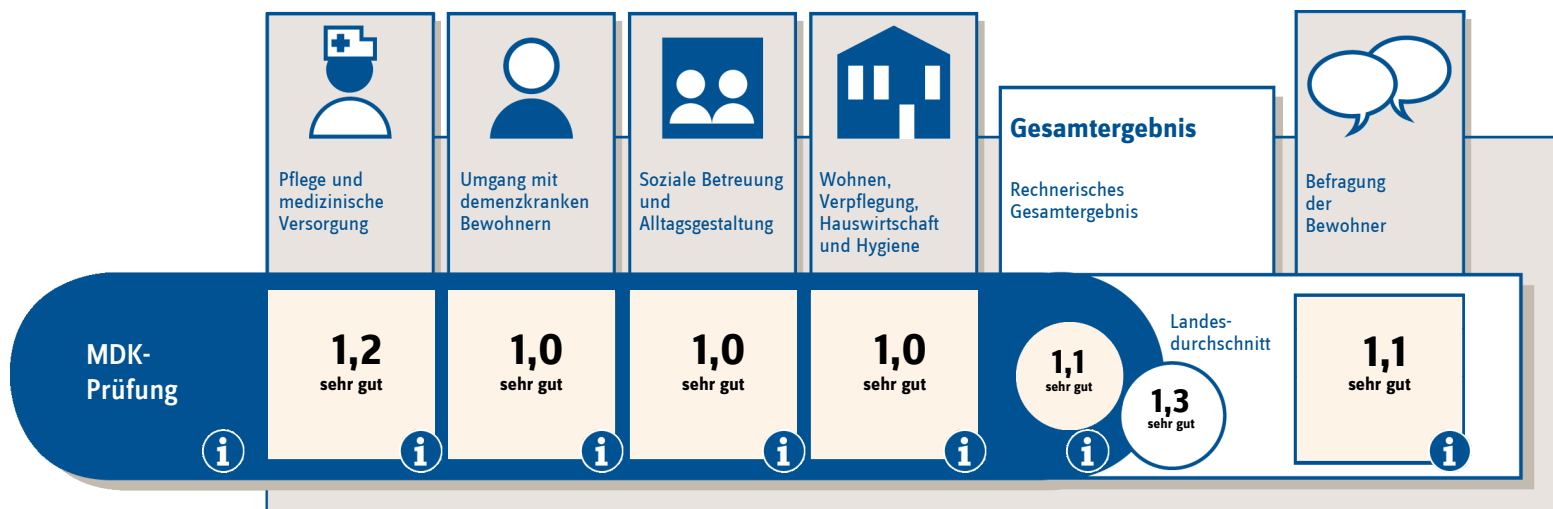 Pflege und
medizinische
Versorgung
Umgang mit
demenzkranken
Bewohnern
Soziale Betreuung
und
Alltagsgestaltung
Wohnen,
Verpflegung,
Hauswirtschaft
und Hygiene
Gesamtergebnis
Rechnerisches
Gesamtergebnis
Befragung
der
Bewohner
MDK-
Prüfung
i
1,2
sehr gut
i
1,0
sehr gut
i
1,0
sehr gut
i
1,0
sehr gut
i
1,1
sehr gut
i
Landes-
durchschnitt
1,3
sehr gut
1,1
sehr gut
i